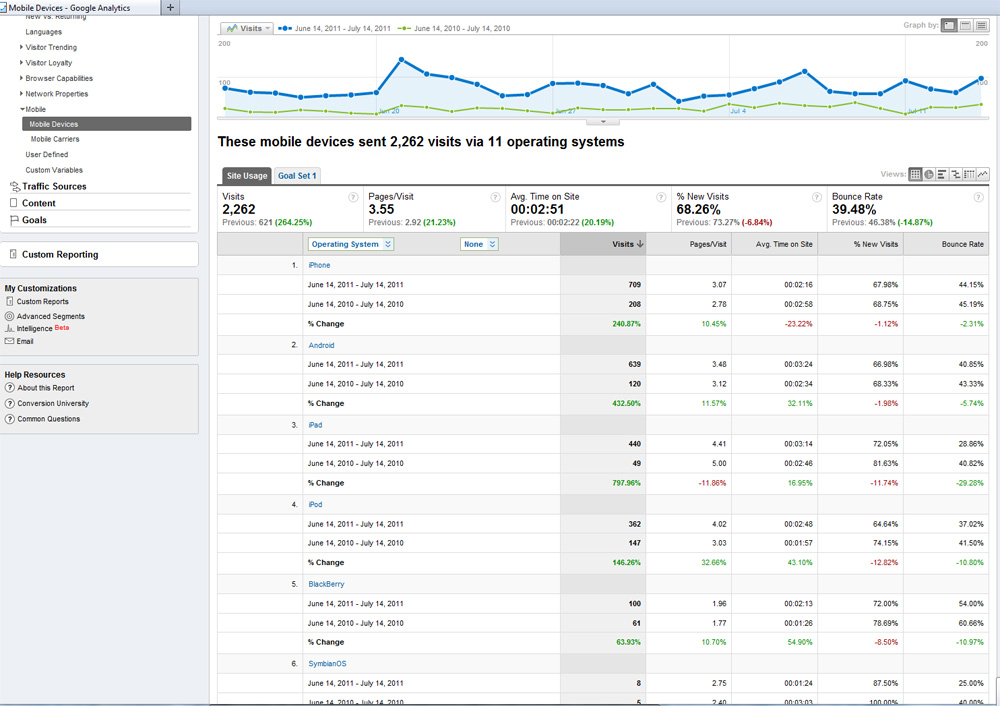 Mobile Devices - Google Analytics
New vs. Returning
Languages
Visitor Trending
Visitor Loyalty
Browser Capabilities
Network Properties
Mobile
Mobile Devices
Mobile Carriers
User Defined
Custom Variables
Traffic Sources
Content
Goals
Custom Reporting
My Customizations
Custom Reports
Advanced Segments
Intelligence Beta
Email
Help Resources
About this Report
Conversion University
Common Questions
Visits June 14, 2011 - July 14, 2011 June 14, 2010 - July 14, 2010 Graph by:
200 200
100 100
Jun 20 Jun 27 Jul 4 Jul 11
These mobile devices sent 2,262 visits via 11 operating systems
Site Usage Goal Set 1 Views:
Visits Pages/Visit Avg. Time on Site % New Visits Bounce Rate
2,262 3.55 00:02:51 68.26% 39.48%
Previous: 621 (264.25%) Previous: 2.92 (21.23%) Previous: 00:02:22 (20.19%) Previous: 73.27% (-6.84%) Previous: 46.38% (-14.87%)
Operating System None Visits Pages/Visit Avg. Time on Site % New Visits Bounce Rate
1. iPhone
June 14, 2011 - July 14, 2011 709 3.07 00:02:16 67.98% 44.15%
June 14, 2010 - July 14, 2010 208 2.78 00:02:58 68.75% 45.19%
% Change 240.87% 10.45% -23.22% -1.12% -2.31%
2. Android
June 14, 2011 - July 14, 2011 639 3.48 00:03:24 66.98% 40.85%
June 14, 2010 - July 14, 2010 120 3.12 00:02:34 68.33% 43.33%
% Change 432.50% 11.57% 32.11% -1.98% -5.74%
3. iPad
June 14, 2011 - July 14, 2011 440 4.41 00:03:14 72.05% 28.86%
June 14, 2010 - July 14, 2010 49 5.00 00:02:46 81.63% 40.82%
% Change 797.96% -11.86% 16.95% -11.74% -29.28%
4. iPod
June 14, 2011 - July 14, 2011 362 4.02 00:02:48 64.64% 37.02%
June 14, 2010 - July 14, 2010 147 3.03 00:01:57 74.15% 41.50%
% Change 146.26% 32.66% 43.10% -12.82% -10.80%
5. BlackBerry
June 14, 2011 - July 14, 2011 100 1.96 00:02:13 72.00% 54.00%
June 14, 2010 - July 14, 2010 61 1.77 00:01:26 78.69% 60.66%
% Change 63.93% 10.70% 54.90% -8.50% -10.97%
6. SymbianOS
June 14, 2011 - July 14, 2011 8 2.75 00:01:24 87.50% 25.00%
June 14, 2010 - July 14, 2010 5 2.40 00:03:03 100.00% 40.00%